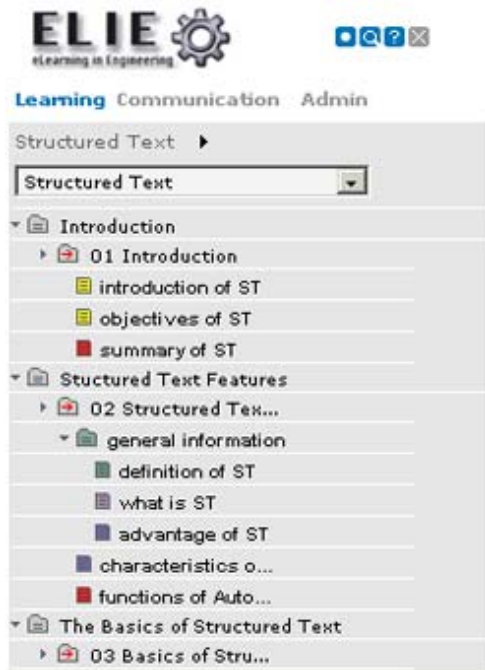 ELIE
eLearning in Engineering
Learning Communication Admin
Structured Text
Structured Text
Introduction
01 Introduction
introduction of ST
objectives of ST
summary of ST
Stuctured Text Features
02 Structured Tex...
general information
definition of ST
what is ST
advantage of ST
characteristics o...
functions of Auto...
The Basics of Structured Text
03 Basics of Stru...